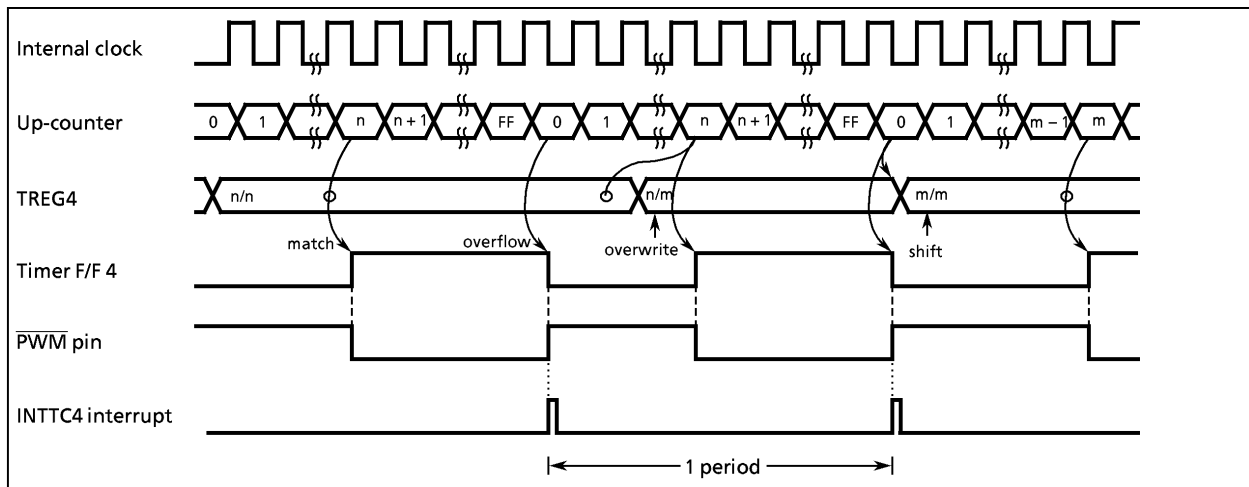 Internal clock
Up-counter 0 1 n n + 1 FF 0 1 n n + 1 FF 0 1 m – 1 m
TREG4 n/n n/m m/m
match overflow overwrite shift
Timer F/F 4
PWM pin
INTTC4 interrupt
1 period